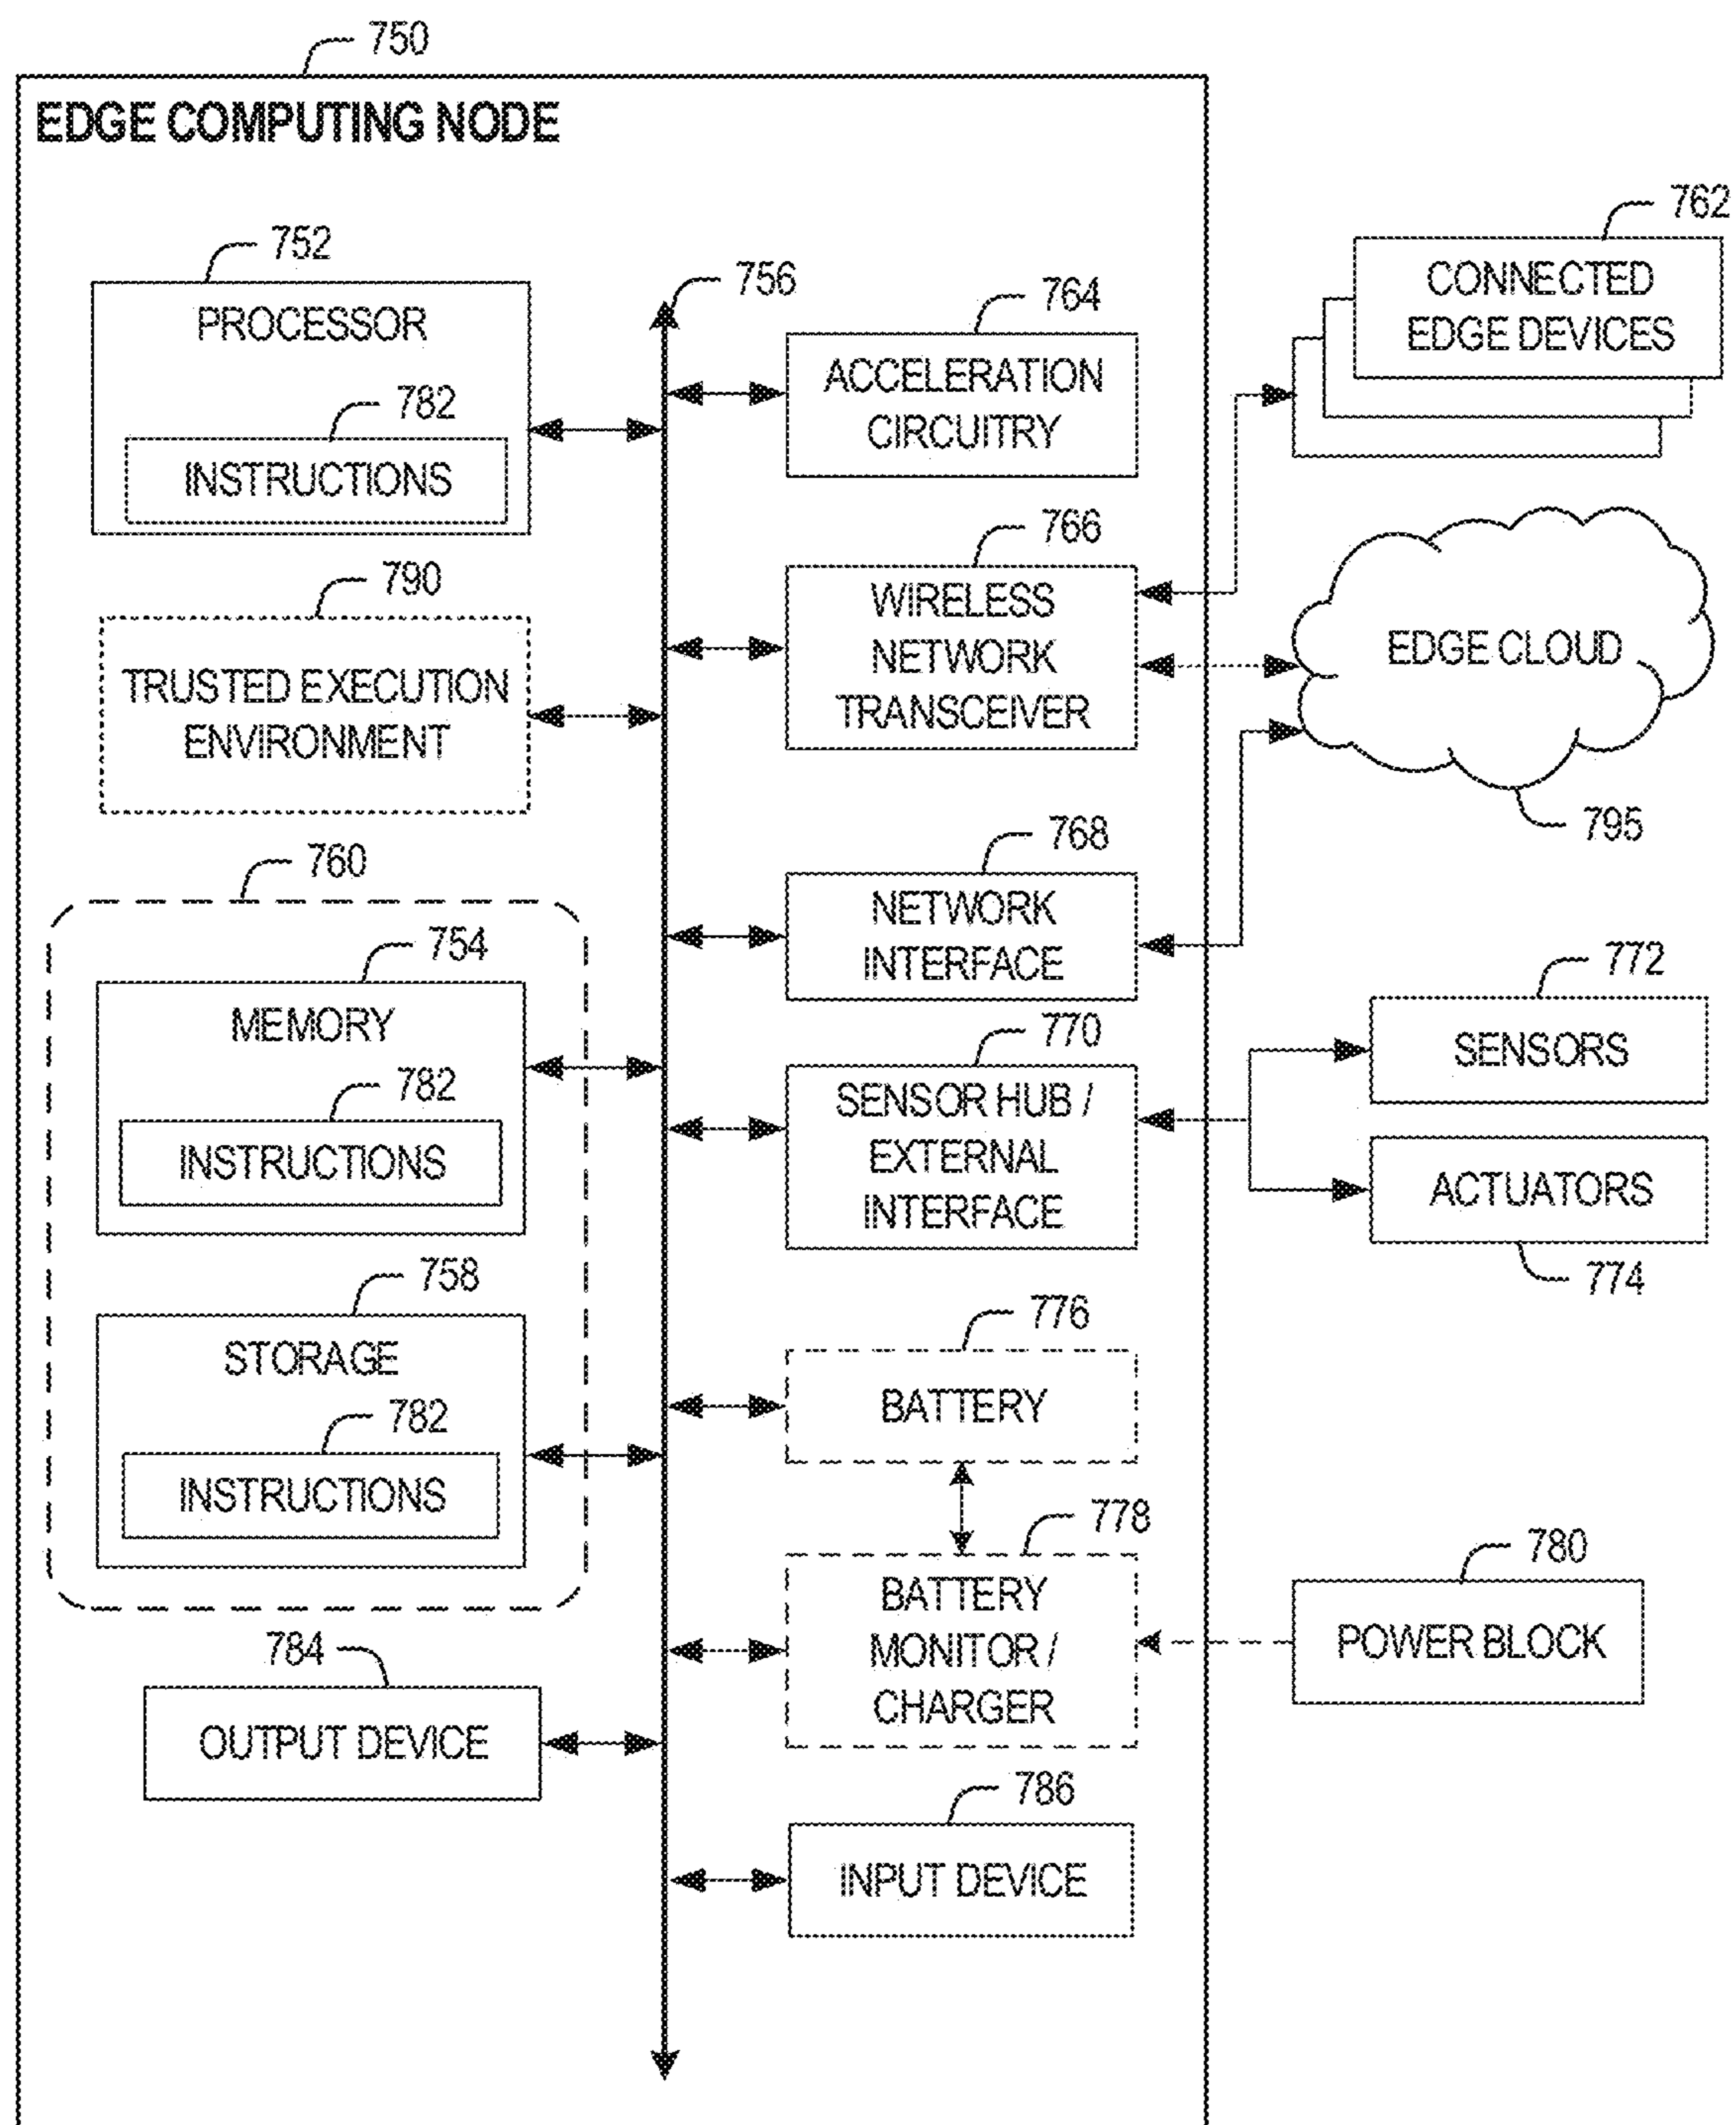 750
EDGE COMPUTING NODE
752
PROCESSOR
782
INSTRUCTIONS
790
TRUSTED EXECUTION
ENVIRONMENT
760
754
MEMORY
782
INSTRUCTIONS
758
STORAGE
782
INSTRUCTIONS
784
OUTPUT DEVICE
756
764
ACCELERATION
CIRCUITRY
766
WIRELESS
NETWORK
TRANSCEIVER
768
NETWORK
INTERFACE
770
SENSOR HUB /
EXTERNAL
INTERFACE
776
BATTERY
778
BATTERY
MONITOR /
CHARGER
786
INPUT DEVICE
762
CONNECTED
EDGE DEVICES
EDGE CLOUD
795
772
SENSORS
ACTUATORS
774
780
POWER BLOCK